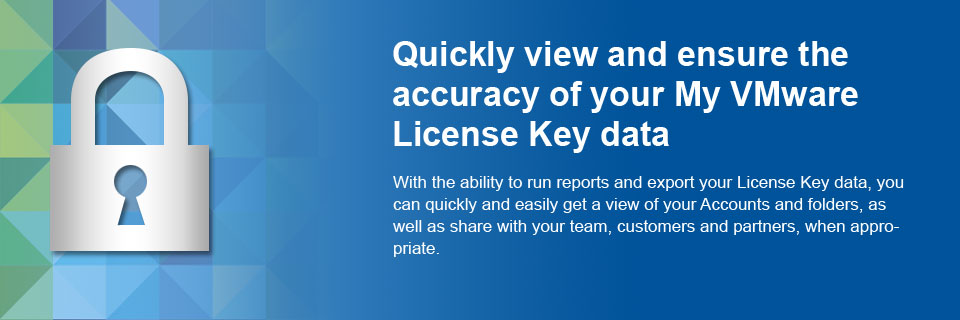 Quickly view and ensure the
accuracy of your My VMware
License Key data
With the ability to run reports and export your License Key data, you
can quickly and easily get a view of your Accounts and folders, as
well as share with your team, customers and partners, when appro-
priate.